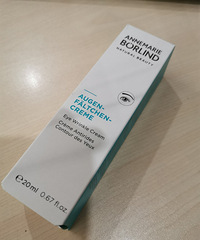 ANNEMARIE
BÖRLIND
NATURAL BEAUTY
AUGEN-
FÄLTCHEN-
CREME
Eye Wrinkle Cream
Crème Antirides
Contour des Yeux
℮ 20ml 0.67 fl.oz.